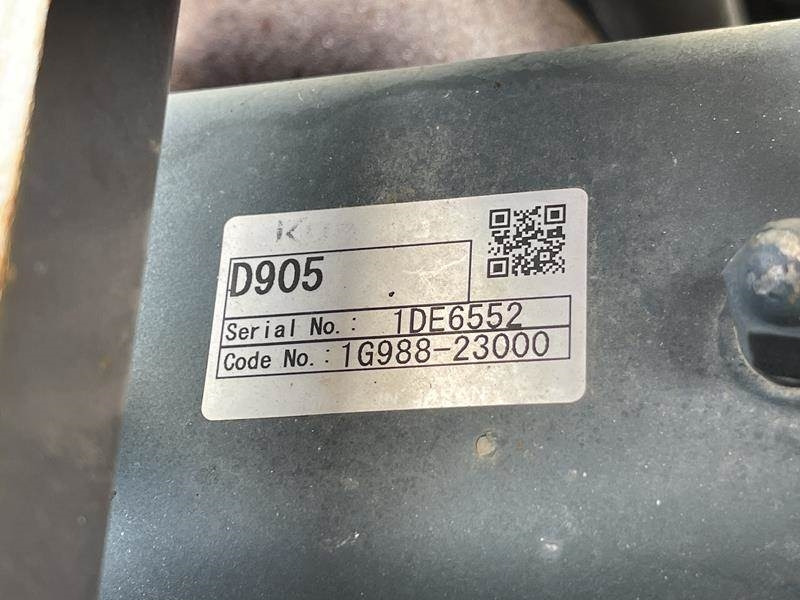 D905
Serial No.: 1DE6552
Code No.: 1G988-23000